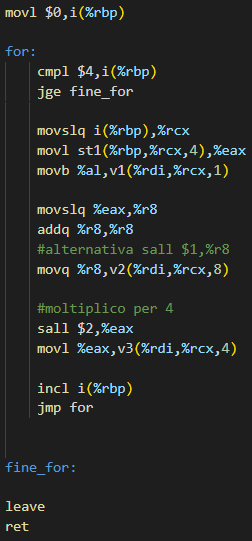 movl $0,i(%rbp)
for:
cmpl $4,i(%rbp)
jge fine_for
movslq i(%rbp),%rcx
movl st1(%rbp,%rcx,4),%eax
movb %al,v1(%rdi,%rcx,1)
movslq %eax,%r8
addq %r8,%r8
#alternativa sall $1,%r8
movq %r8,v2(%rdi,%rcx,8)
#moltiplico per 4
sall $2,%eax
movl %eax,v3(%rdi,%rcx,4)
incl i(%rbp)
jmp for
fine_for:
leave
ret